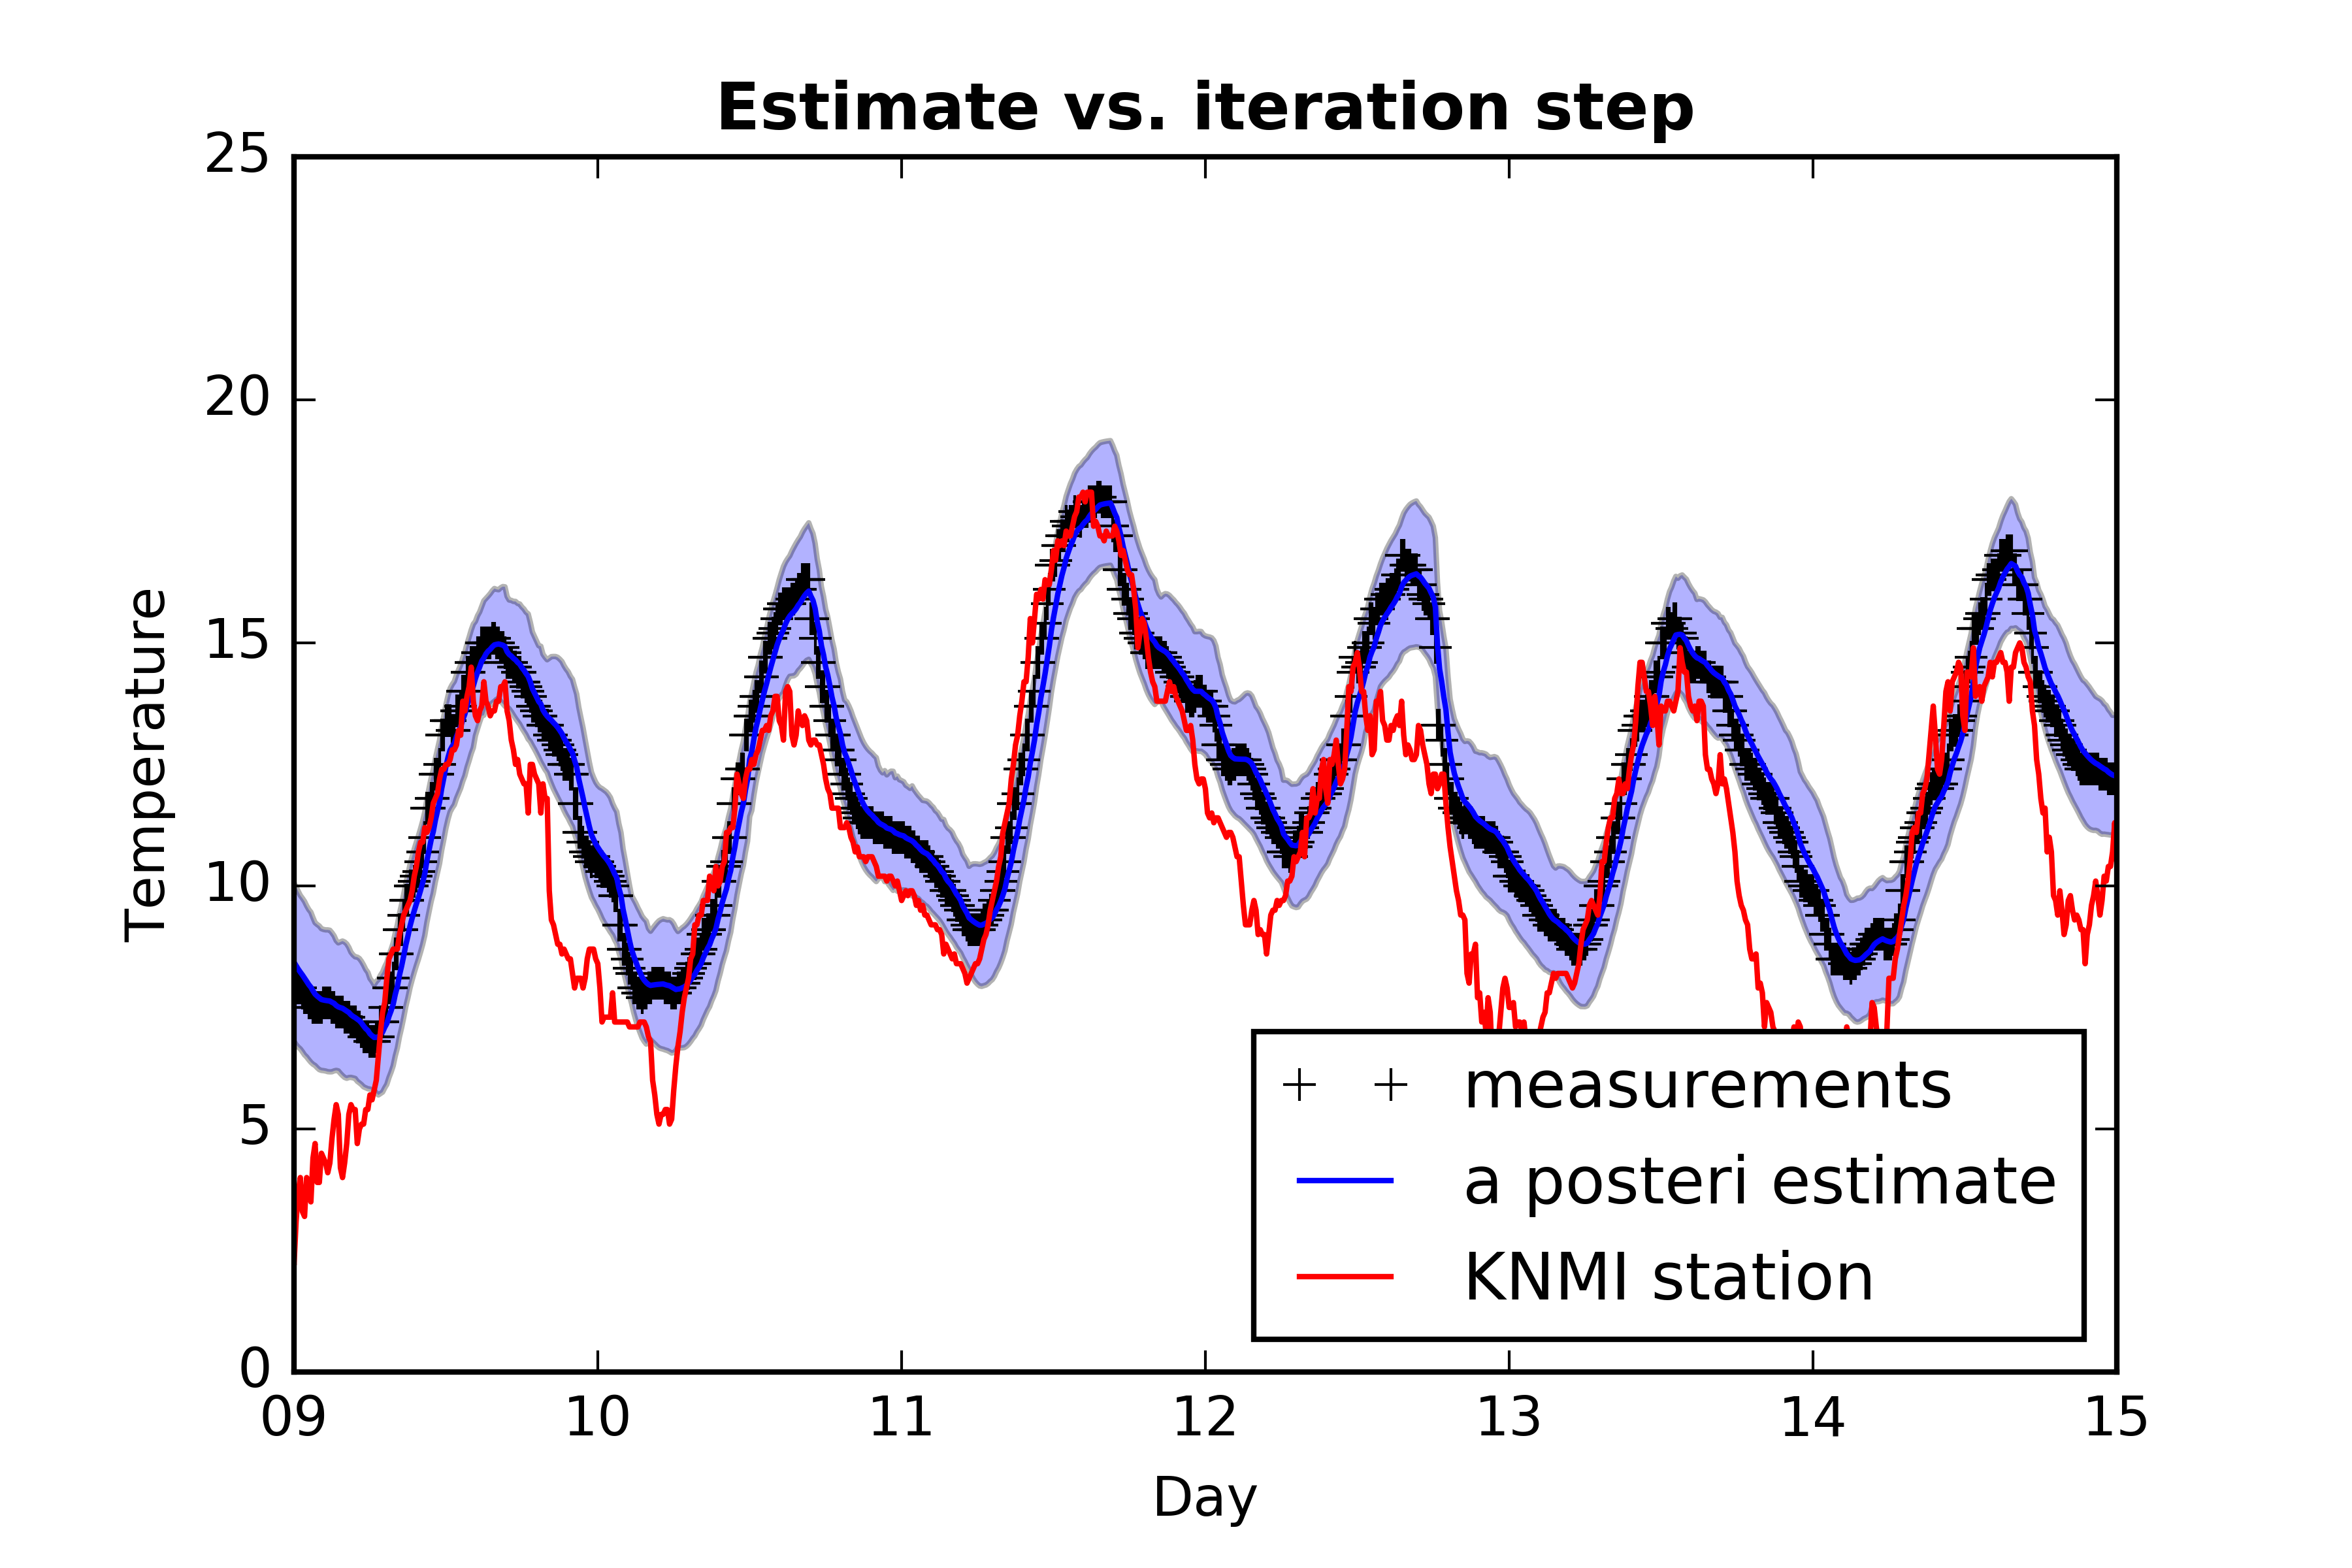 Estimate vs. iteration step
25
20
15
10
5
0
Temperature
09 10 11 12 13 14 15
Day
measurements
a posteri estimate
KNMI station